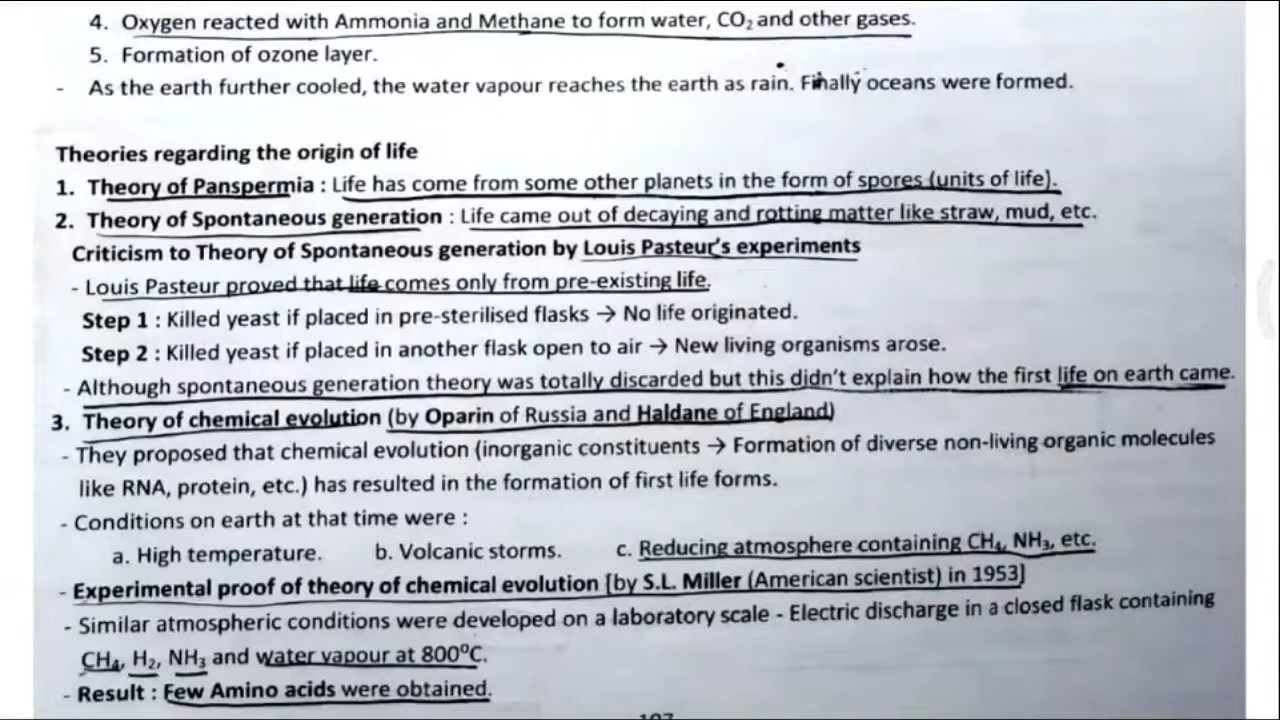 4. Oxygen reacted with Ammonia and Methane to form water, CO₂ and other gases.
5. Formation of ozone layer.
- As the earth further cooled, the water vapour reaches the earth as rain. Finally oceans were formed.
Theories regarding the origin of life
1. Theory of Panspermia : Life has come from some other planets in the form of spores (units of life).
2. Theory of Spontaneous generation : Life came out of decaying and rotting matter like straw, mud, etc.
Criticism to Theory of Spontaneous generation by Louis Pasteur's experiments
- Louis Pasteur proved that life comes only from pre-existing life.
Step 1 : Killed yeast if placed in pre-sterilised flasks → No life originated.
Step 2 : Killed yeast if placed in another flask open to air → New living organisms arose.
- Although spontaneous generation theory was totally discarded but this didn't explain how the first life on earth came.
3. Theory of chemical evolution (by Oparin of Russia and Haldane of England)
- They proposed that chemical evolution (inorganic constituents → Formation of diverse non-living organic molecules
like RNA, protein, etc.) has resulted in the formation of first life forms.
- Conditions on earth at that time were :
a. High temperature. b. Volcanic storms. c. Reducing atmosphere containing CH₄, NH₃, etc.
- Experimental proof of theory of chemical evolution [by S.L. Miller (American scientist) in 1953]
- Similar atmospheric conditions were developed on a laboratory scale - Electric discharge in a closed flask containing
CH₄, H₂, NH₃ and water vapour at 800⁰C.
- Result : Few Amino acids were obtained.